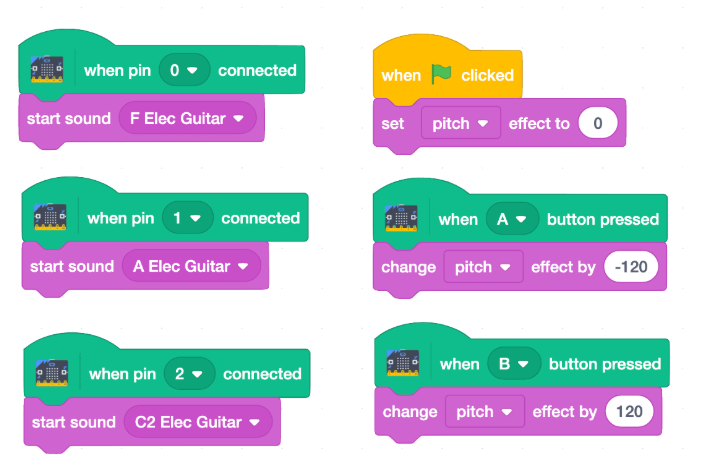 when pin 0 connected
start sound F Elec Guitar
when pin 1 connected
start sound A Elec Guitar
when pin 2 connected
start sound C2 Elec Guitar
when clicked
set pitch effect to 0
when A button pressed
change pitch effect by -120
when B button pressed
change pitch effect by 120